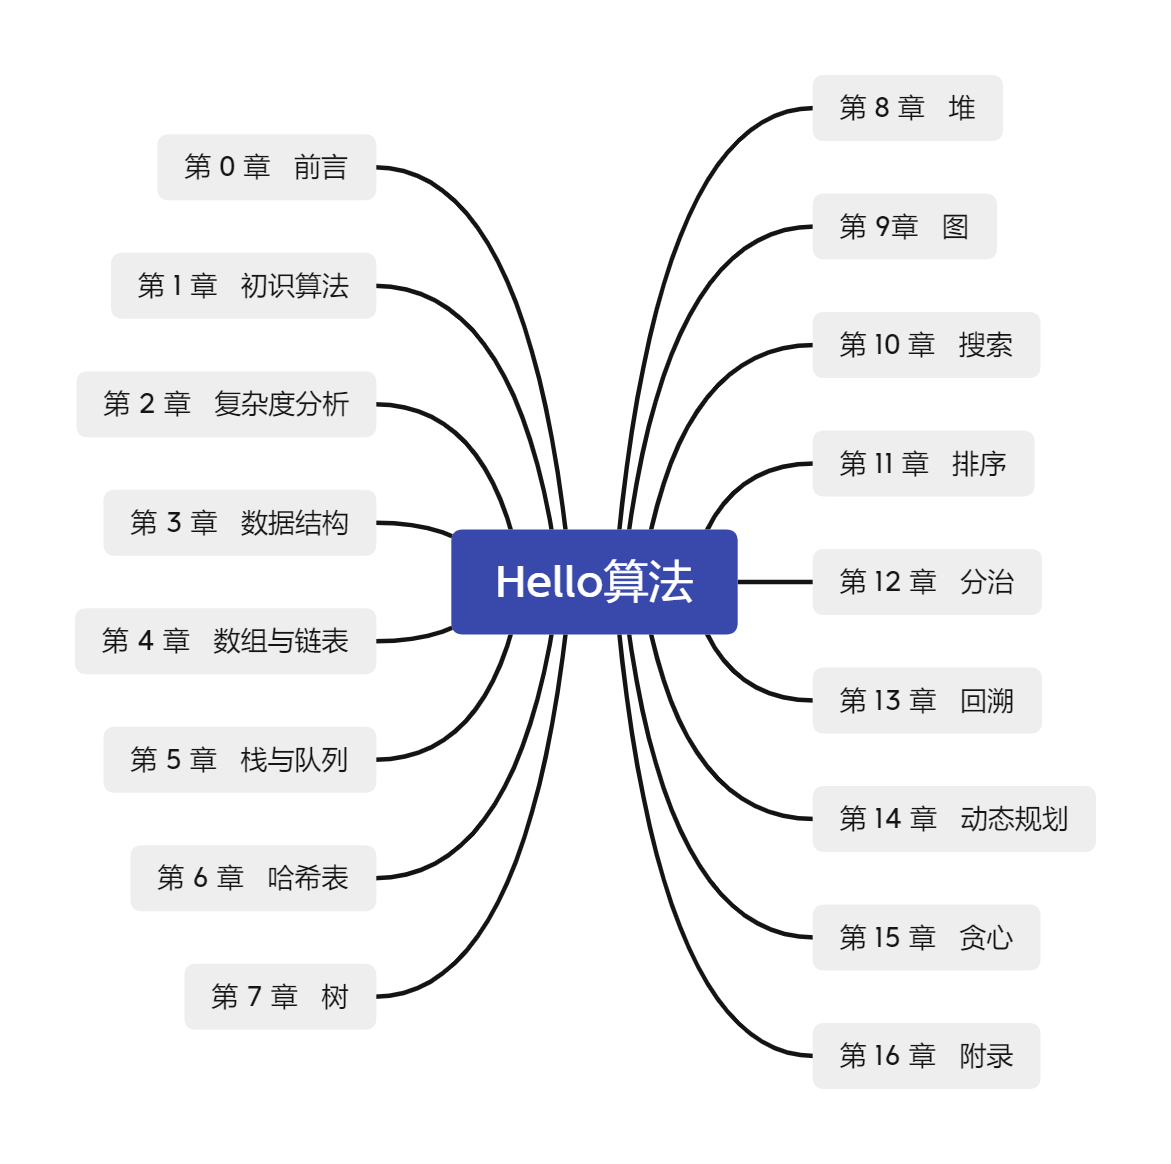 Hello算法
第 0 章 前言
第 1 章 初识算法
第 2 章 复杂度分析
第 3 章 数据结构
第 4 章 数组与链表
第 5 章 栈与队列
第 6 章 哈希表
第 7 章 树
第 8 章 堆
第 9章 图
第 10 章 搜索
第 11 章 排序
第 12 章 分治
第 13 章 回溯
第 14 章 动态规划
第 15 章 贪心
第 16 章 附录